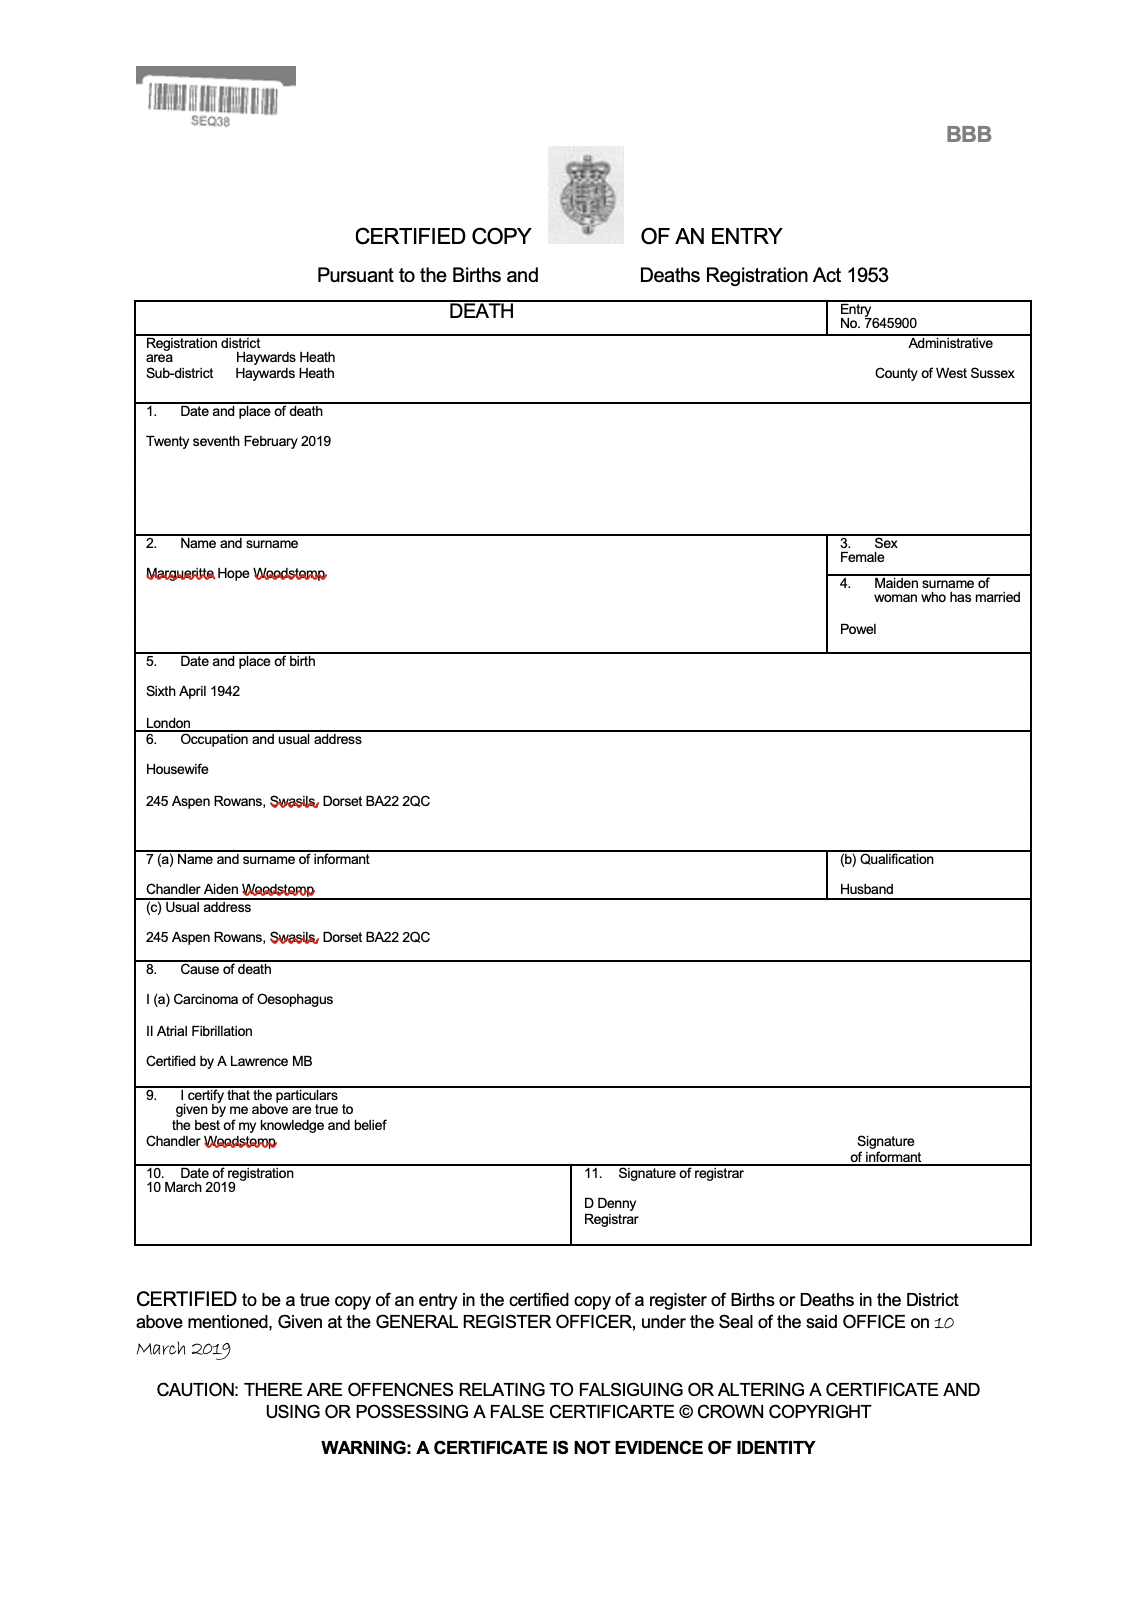 SEQ38
BBB
CERTIFIED COPY OF AN ENTRY
Pursuant to the Births and Deaths Registration Act 1953
DEATH
Entry
No. 7645900
Registration district Administrative
area Haywards Heath
Sub-district Haywards Heath County of West Sussex
1. Date and place of death
Twenty seventh February 2019
2. Name and surname
Margueritte Hope Woodstomp
3. Sex
Female
4. Maiden surname of
woman who has married
Powel
5. Date and place of birth
Sixth April 1942
London
6. Occupation and usual address
Housewife
245 Aspen Rowans, Swasils, Dorset BA22 2QC
7 (a) Name and surname of informant
Chandler Aiden Woodstomp
(b) Qualification
Husband
(c) Usual address
245 Aspen Rowans, Swasils, Dorset BA22 2QC
8. Cause of death
I (a) Carcinoma of Oesophagus
II Atrial Fibrillation
Certified by A Lawrence MB
9. I certify that the particulars
given by me above are true to
the best of my knowledge and belief
Chandler Woodstomp Signature
of informant
10. Date of registration
10 March 2019
11. Signature of registrar
D Denny
Registrar
CERTIFIED to be a true copy of an entry in the certified copy of a register of Births or Deaths in the District
above mentioned, Given at the GENERAL REGISTER OFFICER, under the Seal of the said OFFICE on 10
March 2019
CAUTION: THERE ARE OFFENCNES RELATING TO FALSIGUING OR ALTERING A CERTIFICATE AND
USING OR POSSESSING A FALSE CERTIFICARTE © CROWN COPYRIGHT
WARNING: A CERTIFICATE IS NOT EVIDENCE OF IDENTITY